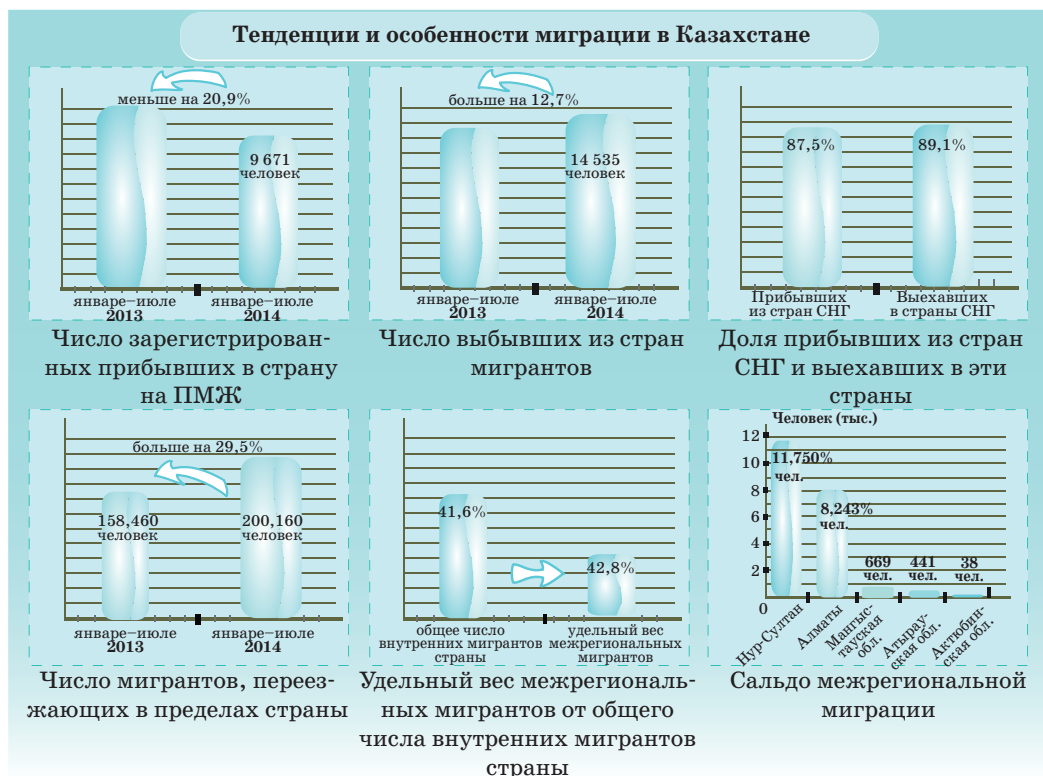 Тенденции и особенности миграции в Казахстане
меньше на 20,9%
9 671
человек
январе–июле
2013
январе–июле
2014
Число зарегистрирован-
ных прибывших в страну
на ПМЖ
больше на 12,7%
14 535
человек
январе–июле
2013
январе–июле
2014
Число выбывших из стран
мигрантов
87,5%
89,1%
Прибывших
из стран СНГ
Выехавших
в страны СНГ
Доля прибывших из стран
СНГ и выехавших в эти
страны
больше на 29,5%
158,460
человек
200,160
человек
январе–июле
2013
январе–июле
2014
Число мигрантов, переез-
жающих в пределах страны
41,6%
42,8%
общее число
внутренних мигрантов
страны
удельный вес
межрегиональных
мигрантов
Удельный вес межрегиональ-
ных мигрантов от общего
числа внутренних мигрантов
страны
Человек (тыс.)
12
10
8
6
4
2
0
11,750%
чел.
8,243%
чел.
669
чел.
441
чел.
38
чел.
Нур-Султан
Алматы
Мангыс-
тауская
обл.
Атырау-
ская обл.
Актюбин-
ская обл.
Сальдо межрегиональной
миграции